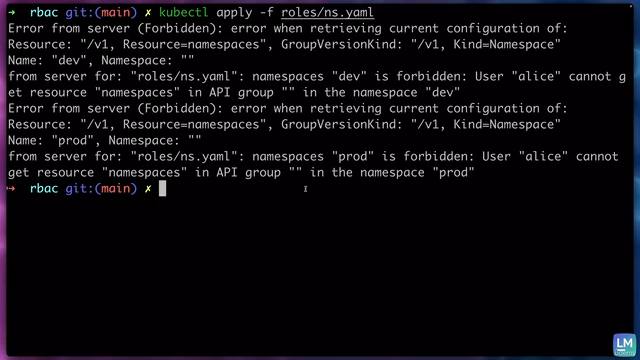 → rbac git:(main) ✗ kubectl apply -f roles/ns.yaml
Error from server (Forbidden): error when retrieving current configuration of:
Resource: "/v1, Resource=namespaces", GroupVersionKind: "/v1, Kind=Namespace"
Name: "dev", Namespace: ""
from server for: "roles/ns.yaml": namespaces "dev" is forbidden: User "alice" cannot g
et resource "namespaces" in API group "" in the namespace "dev"
Error from server (Forbidden): error when retrieving current configuration of:
Resource: "/v1, Resource=namespaces", GroupVersionKind: "/v1, Kind=Namespace"
Name: "prod", Namespace: ""
from server for: "roles/ns.yaml": namespaces "prod" is forbidden: User "alice" cannot
get resource "namespaces" in API group "" in the namespace "prod"
→ rbac git:(main) ✗
LM